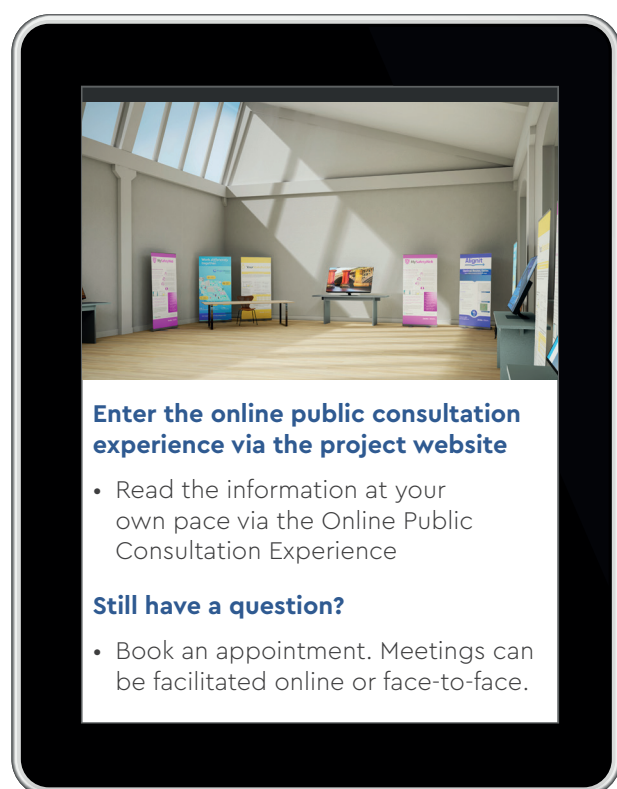 Enter the online public consultation
experience via the project website
• Read the information at your
own pace via the Online Public
Consultation Experience
Still have a question?
• Book an appointment. Meetings can
be facilitated online or face-to-face.